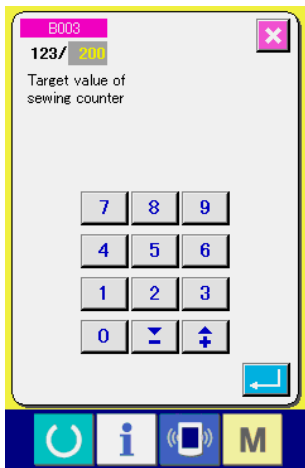 B003
123/ 200
Target value of
sewing counter
7 8 9
4 5 6
1 2 3
0
i M